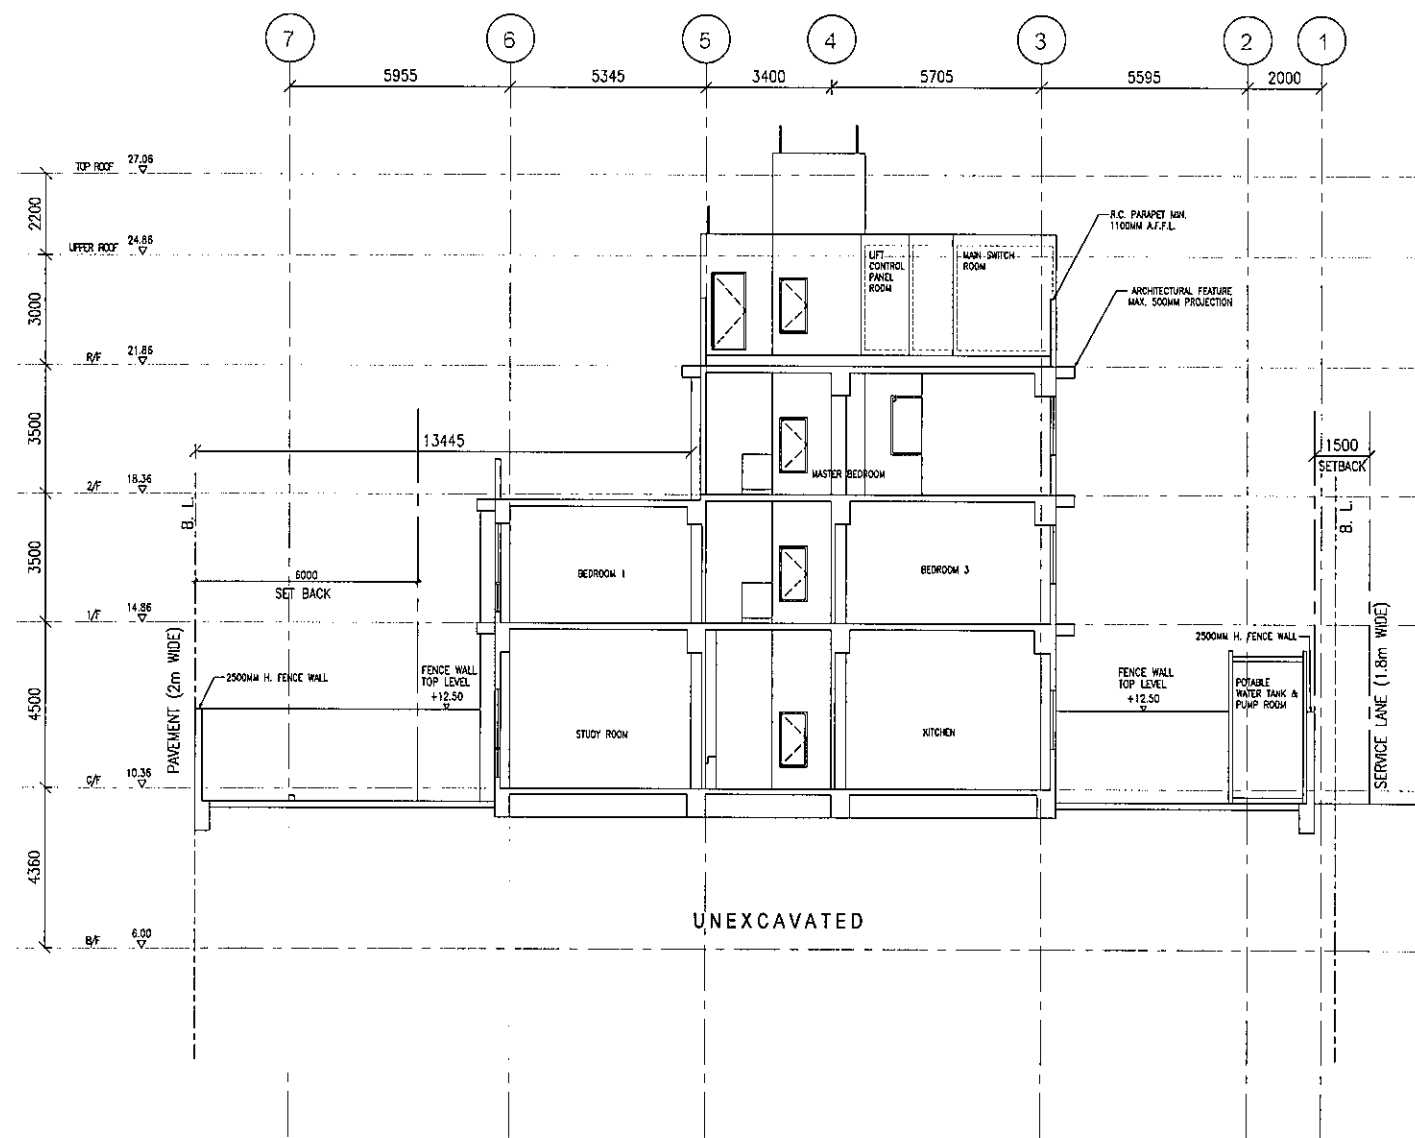 7 6 5 4 3 2 1
5955 5345 3400 5705 5595 2000
TOP ROOF 27.06
2200
R.C. PARAPET MIN.
1100MM A.F.F.L.
UPPER ROOF 24.86
LIFT
CONTROL
PANEL
ROOM
MAIN SWITCH
ROOM
ARCHITECTURAL FEATURE
MAX. 500MM PROJECTION
3000
R/F 21.86
3500
13445
1500
SETBACK
MASTER BEDROOM
2/F 18.36
B. L.
B. L.
3500
6000
SET BACK
BEDROOM 1
BEDROOM 3
1/F 14.86
PAVEMENT (2m WIDE)
SERVICE LANE (1.8m WIDE)
2500MM H. FENCE WALL
2500MM H. FENCE WALL
FENCE WALL
TOP LEVEL
+12.50
FENCE WALL
TOP LEVEL
+12.50
POTABLE
WATER TANK &
PUMP ROOM
4500
STUDY ROOM
KITCHEN
G/F 10.36
4360
UNEXCAVATED
B/F 6.00